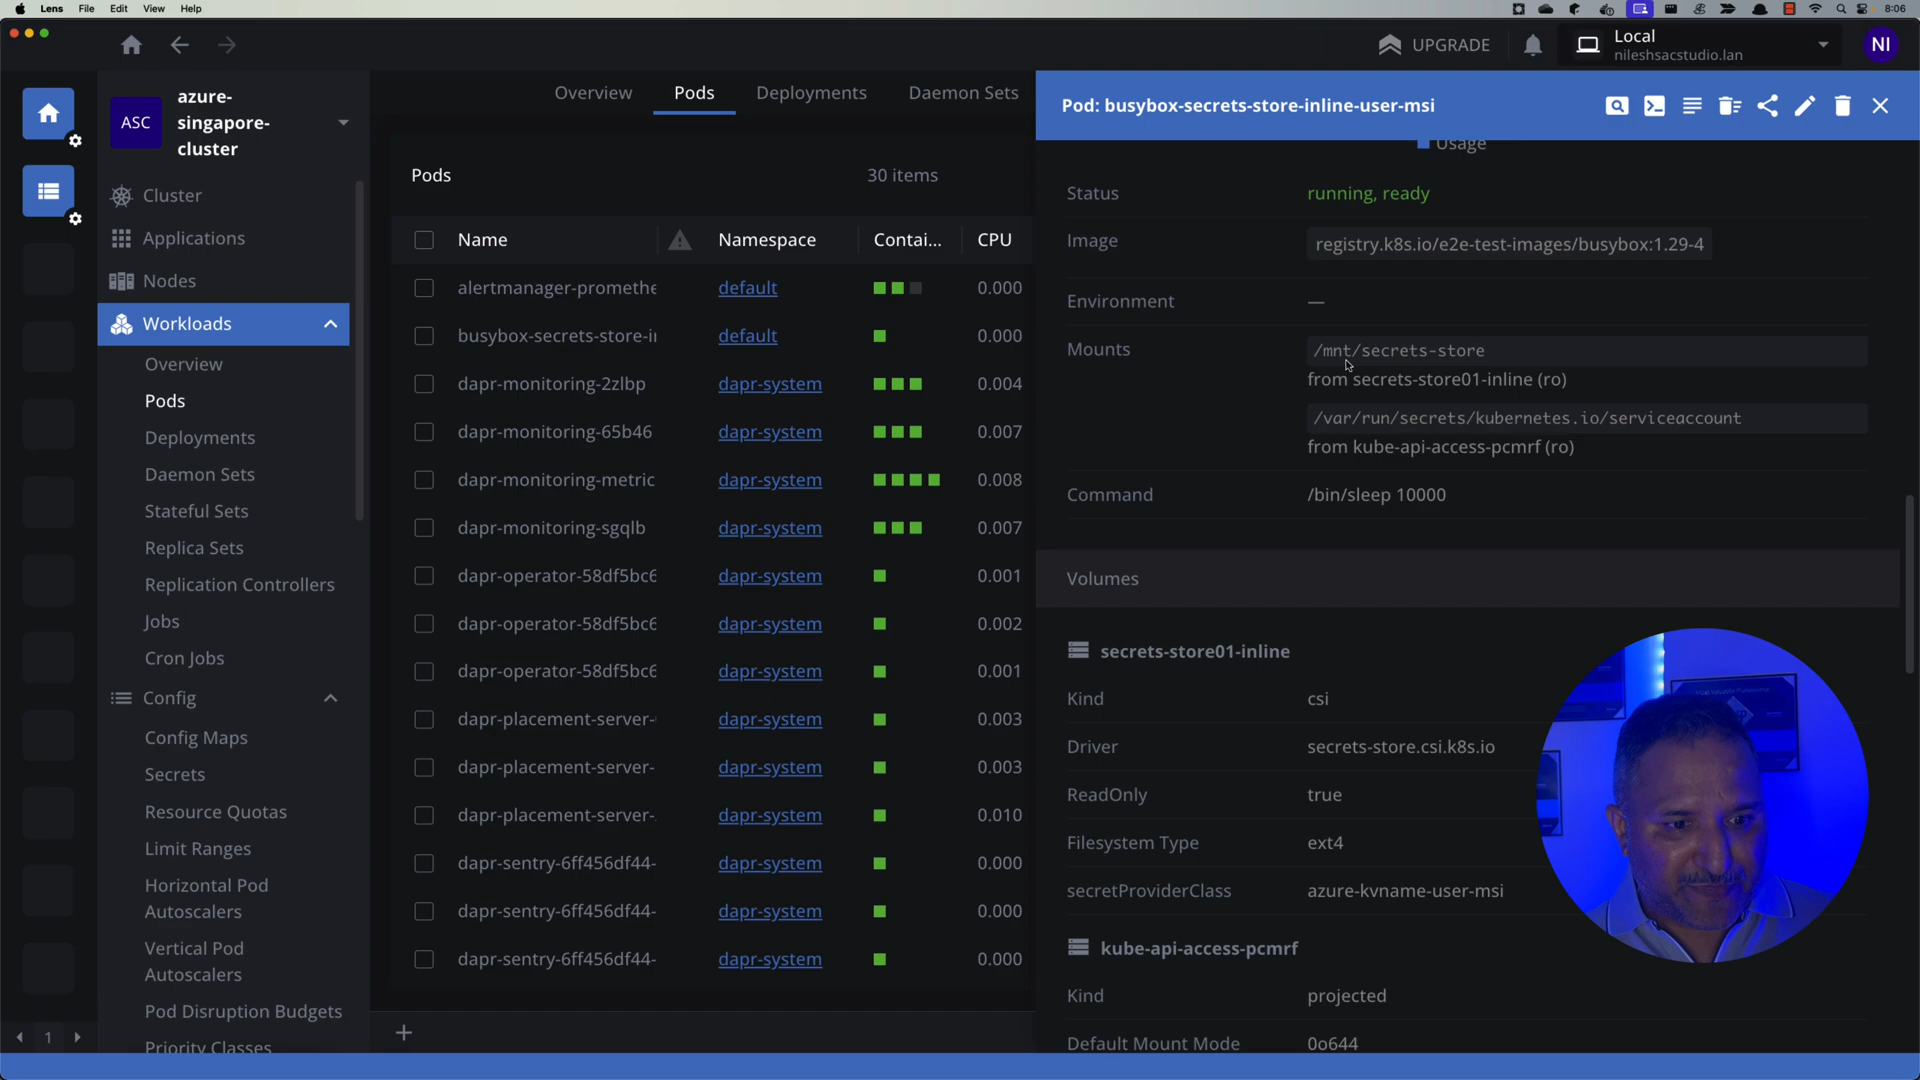 Lens File Edit View Help 8:06
UPGRADE
Local
nileshsacstudio.lan
NI
ASC
azure-
singapore-
cluster
Cluster
Applications
Nodes
Workloads
Overview
Pods
Deployments
Daemon Sets
Stateful Sets
Replica Sets
Replication Controllers
Jobs
Cron Jobs
Config
Config Maps
Secrets
Resource Quotas
Limit Ranges
Horizontal Pod
Autoscalers
Vertical Pod
Autoscalers
Pod Disruption Budgets
Priority Classes
1
Overview Pods Deployments Daemon Sets
Pods 30 items
Name Namespace Contai... CPU
alertmanager-promethe default 0.000
busybox-secrets-store-i default 0.000
dapr-monitoring-2zlbp dapr-system 0.004
dapr-monitoring-65b46 dapr-system 0.007
dapr-monitoring-metric dapr-system 0.008
dapr-monitoring-sgqlb dapr-system 0.007
dapr-operator-58df5bc6 dapr-system 0.001
dapr-operator-58df5bc6 dapr-system 0.002
dapr-operator-58df5bc6 dapr-system 0.001
dapr-placement-server- dapr-system 0.003
dapr-placement-server- dapr-system 0.003
dapr-placement-server- dapr-system 0.010
dapr-sentry-6ff456df44- dapr-system 0.000
dapr-sentry-6ff456df44- dapr-system 0.000
dapr-sentry-6ff456df44- dapr-system 0.000
Pod: busybox-secrets-store-inline-user-msi
Usage
Status running, ready
Image registry.k8s.io/e2e-test-images/busybox:1.29-4
Environment —
Mounts /mnt/secrets-store
from secrets-store01-inline (ro)
/var/run/secrets/kubernetes.io/serviceaccount
from kube-api-access-pcmrf (ro)
Command /bin/sleep 10000
Volumes
secrets-store01-inline
Kind csi
Driver secrets-store.csi.k8s.io
ReadOnly true
Filesystem Type ext4
secretProviderClass azure-kvname-user-msi
kube-api-access-pcmrf
Kind projected
Default Mount Mode 0o644